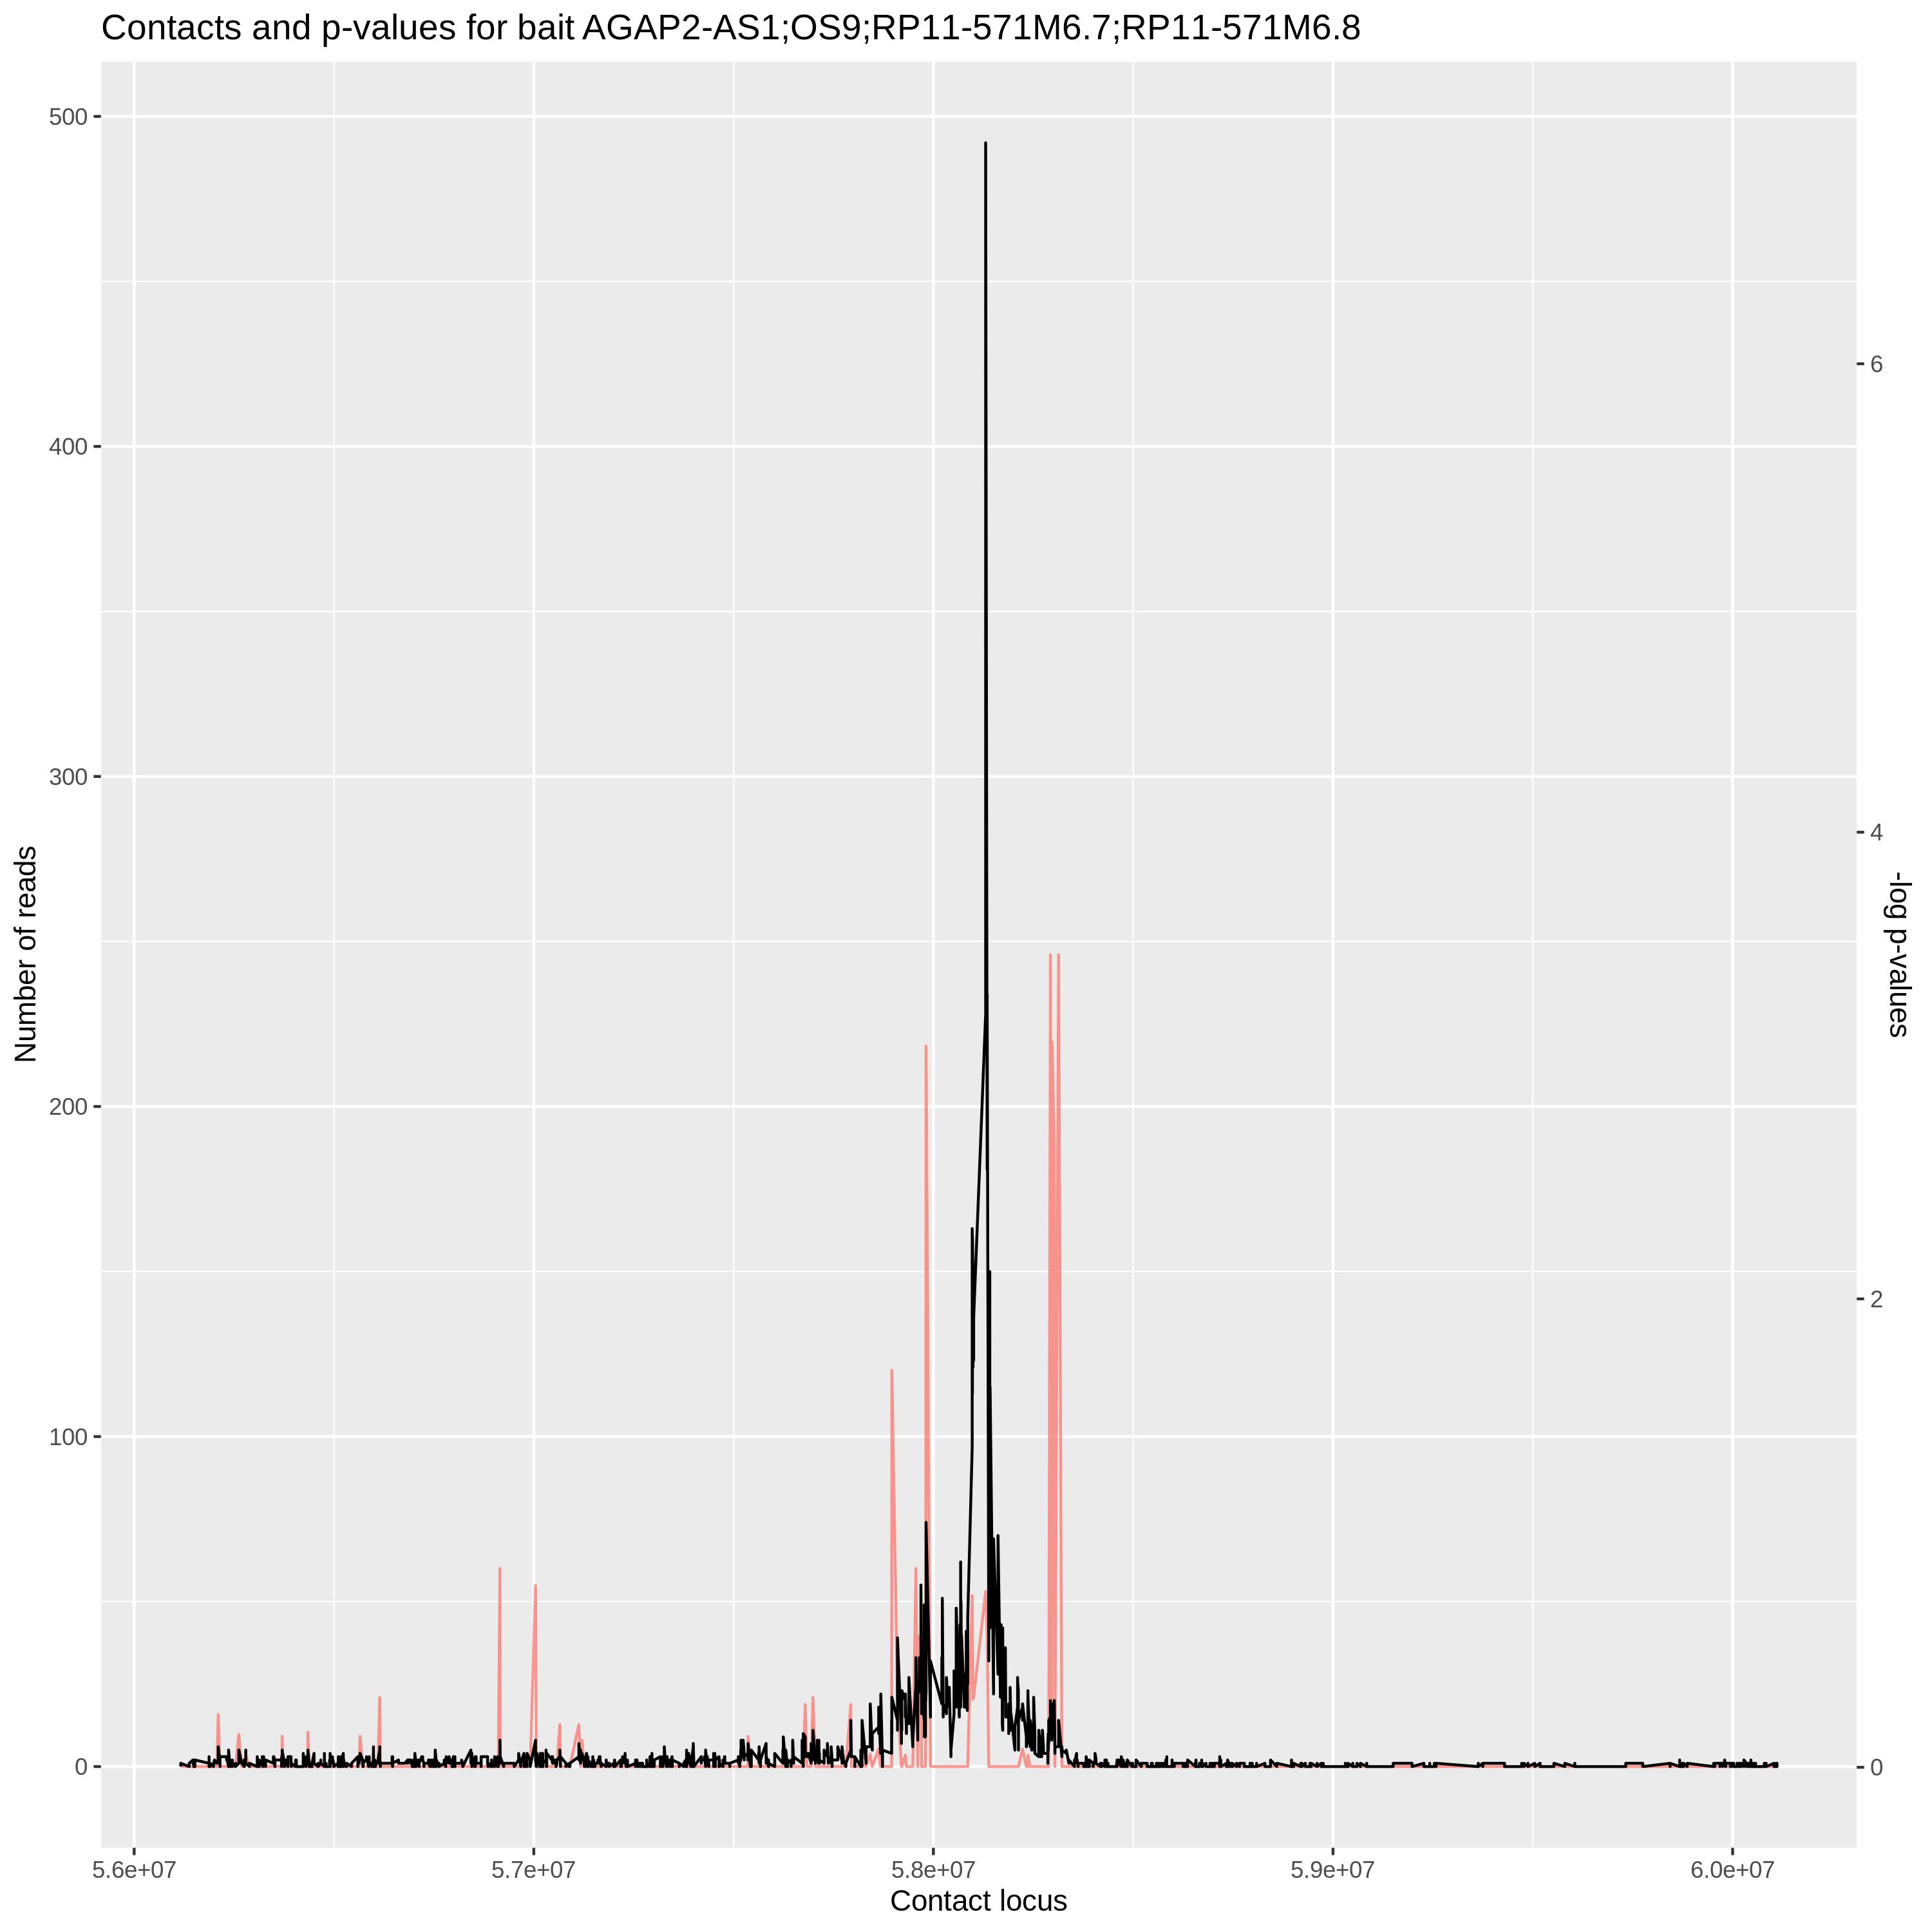 Contacts and p-values for bait AGAP2-AS1;OS9;RP11-571M6.7;RP11-571M6.8
500
400
300
200
100
0
Number of reads
6
4
2
0
-log p-values
5.6e+07
5.7e+07
5.8e+07
5.9e+07
6.0e+07
Contact locus